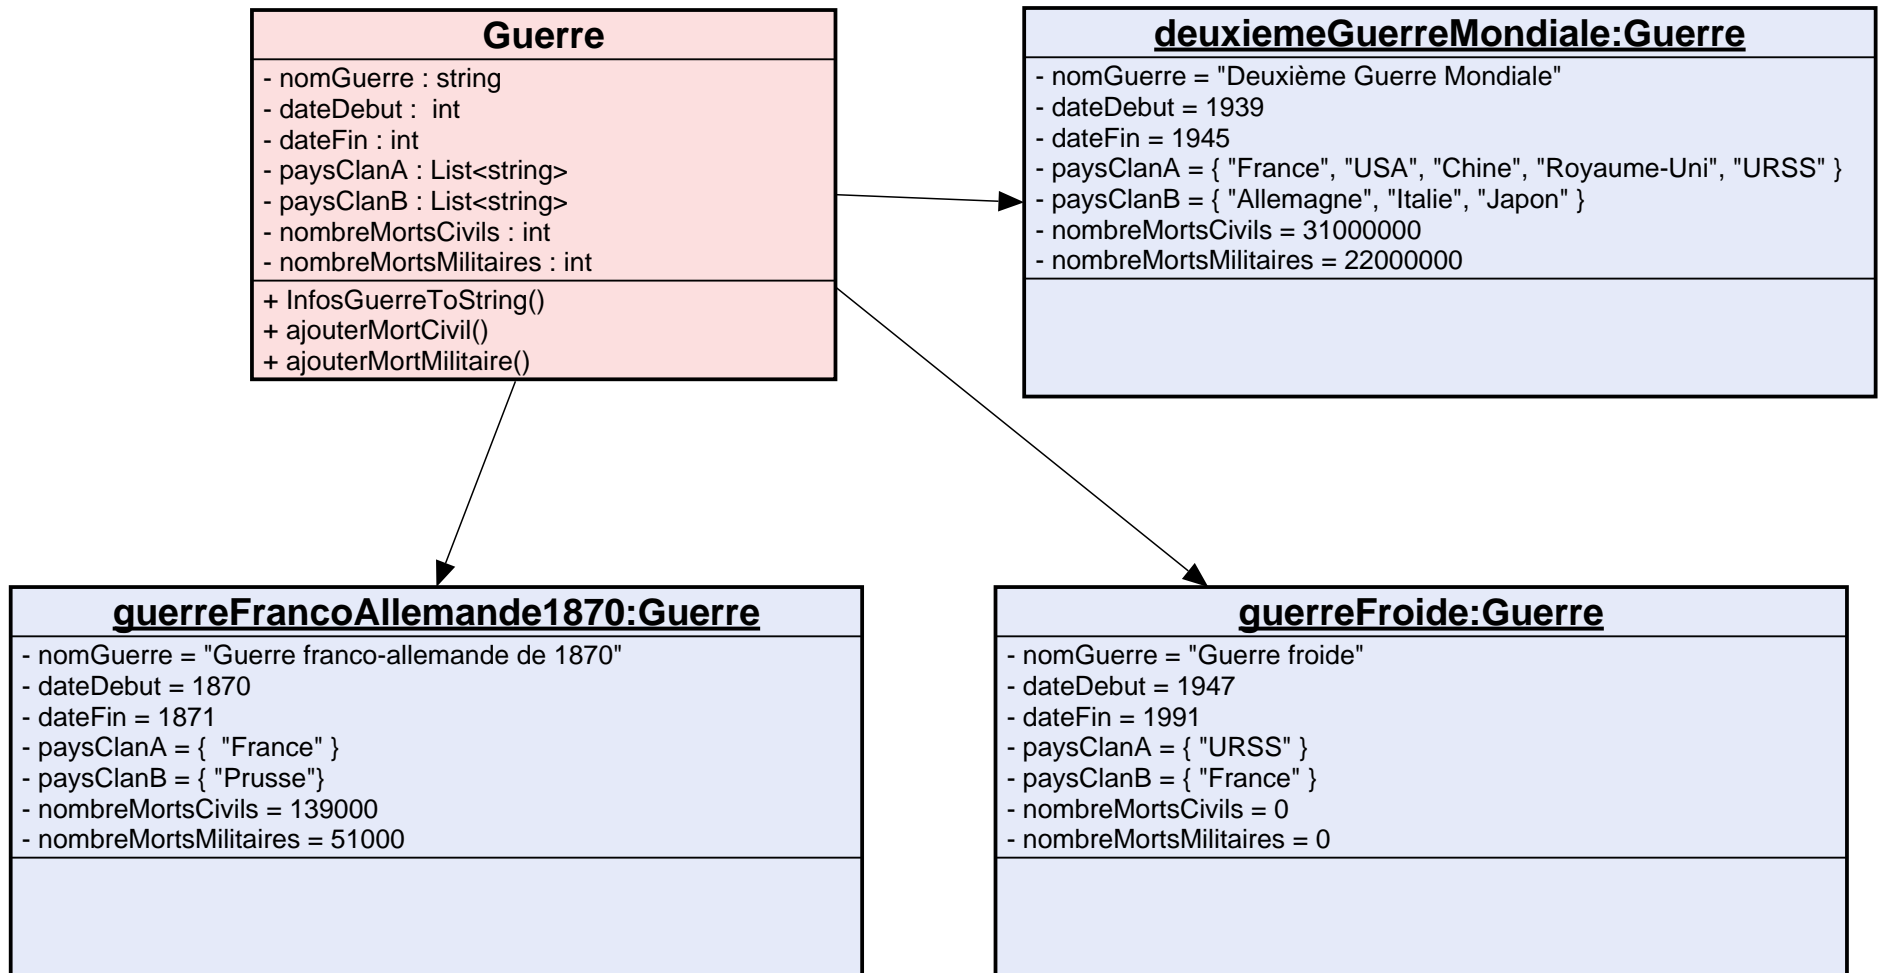 Guerre
- nomGuerre : string
- dateDebut :  int
- dateFin : int
- paysClanA : List<string>
- paysClanB : List<string>
- nombreMortsCivils : int
- nombreMortsMilitaires : int
+ InfosGuerreToString()
+ ajouterMortCivil()
+ ajouterMortMilitaire()
deuxiemeGuerreMondiale:Guerre
- nomGuerre = "Deuxième Guerre Mondiale"
- dateDebut = 1939
- dateFin = 1945
- paysClanA = { "France", "USA", "Chine", "Royaume-Uni", "URSS" }
- paysClanB = { "Allemagne", "Italie", "Japon" }
- nombreMortsCivils = 31000000
- nombreMortsMilitaires = 22000000
guerreFrancoAllemande1870:Guerre
- nomGuerre = "Guerre franco-allemande de 1870"
- dateDebut = 1870
- dateFin = 1871
- paysClanA = {  "France" }
- paysClanB = { "Prusse"}
- nombreMortsCivils = 139000
- nombreMortsMilitaires = 51000
guerreFroide:Guerre
- nomGuerre = "Guerre froide"
- dateDebut = 1947
- dateFin = 1991
- paysClanA = { "URSS" }
- paysClanB = { "France" }
- nombreMortsCivils = 0
- nombreMortsMilitaires = 0